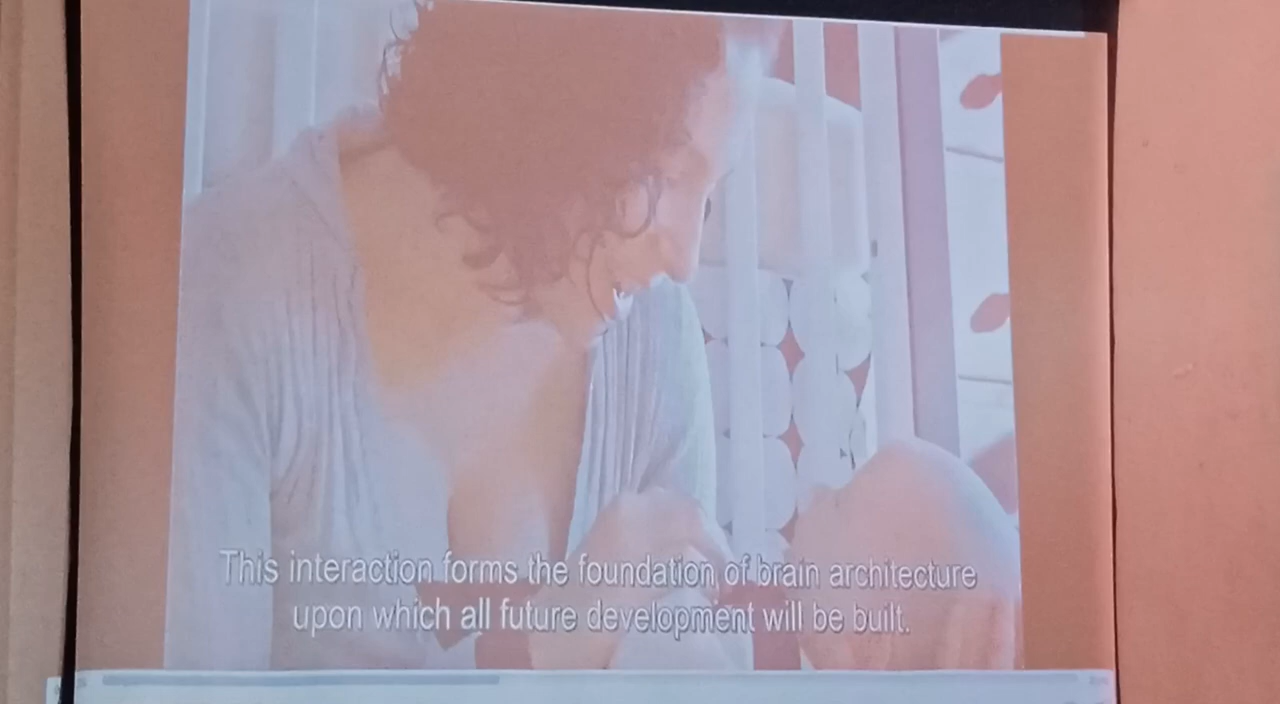 This interaction forms the foundation of brain architecture
upon which all future development will be built.